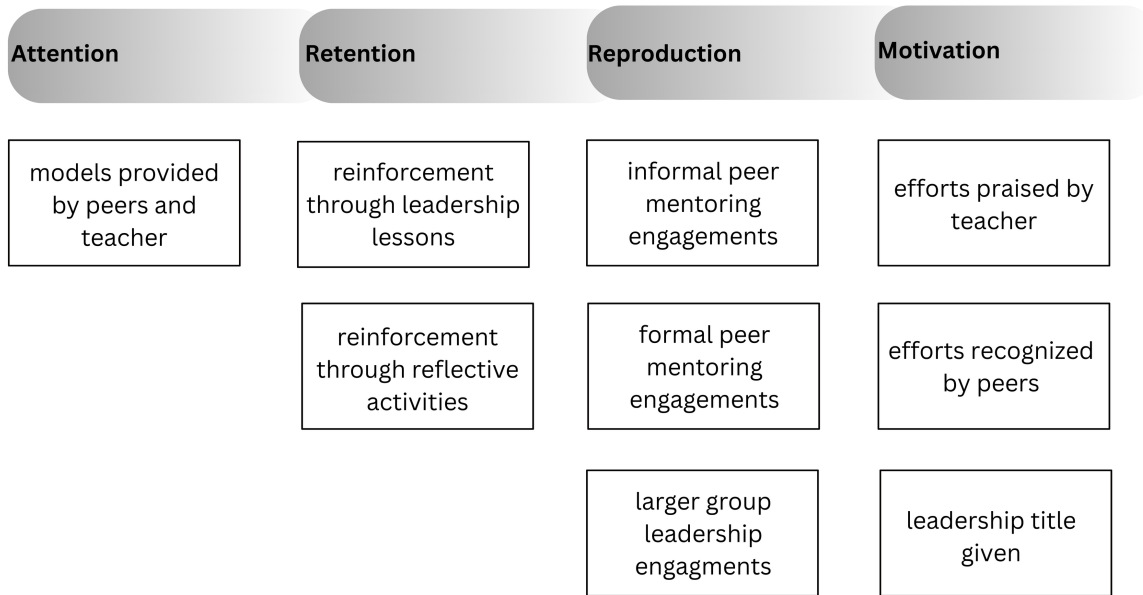 Attention
Retention
Reproduction
Motivation
models provided
by peers and
teacher
reinforcement
through leadership
lessons
informal peer
mentoring
engagements
efforts praised by
teacher
reinforcement
through reflective
activities
formal peer
mentoring
engagements
efforts recognized
by peers
larger group
leadership
engagments
leadership title
given